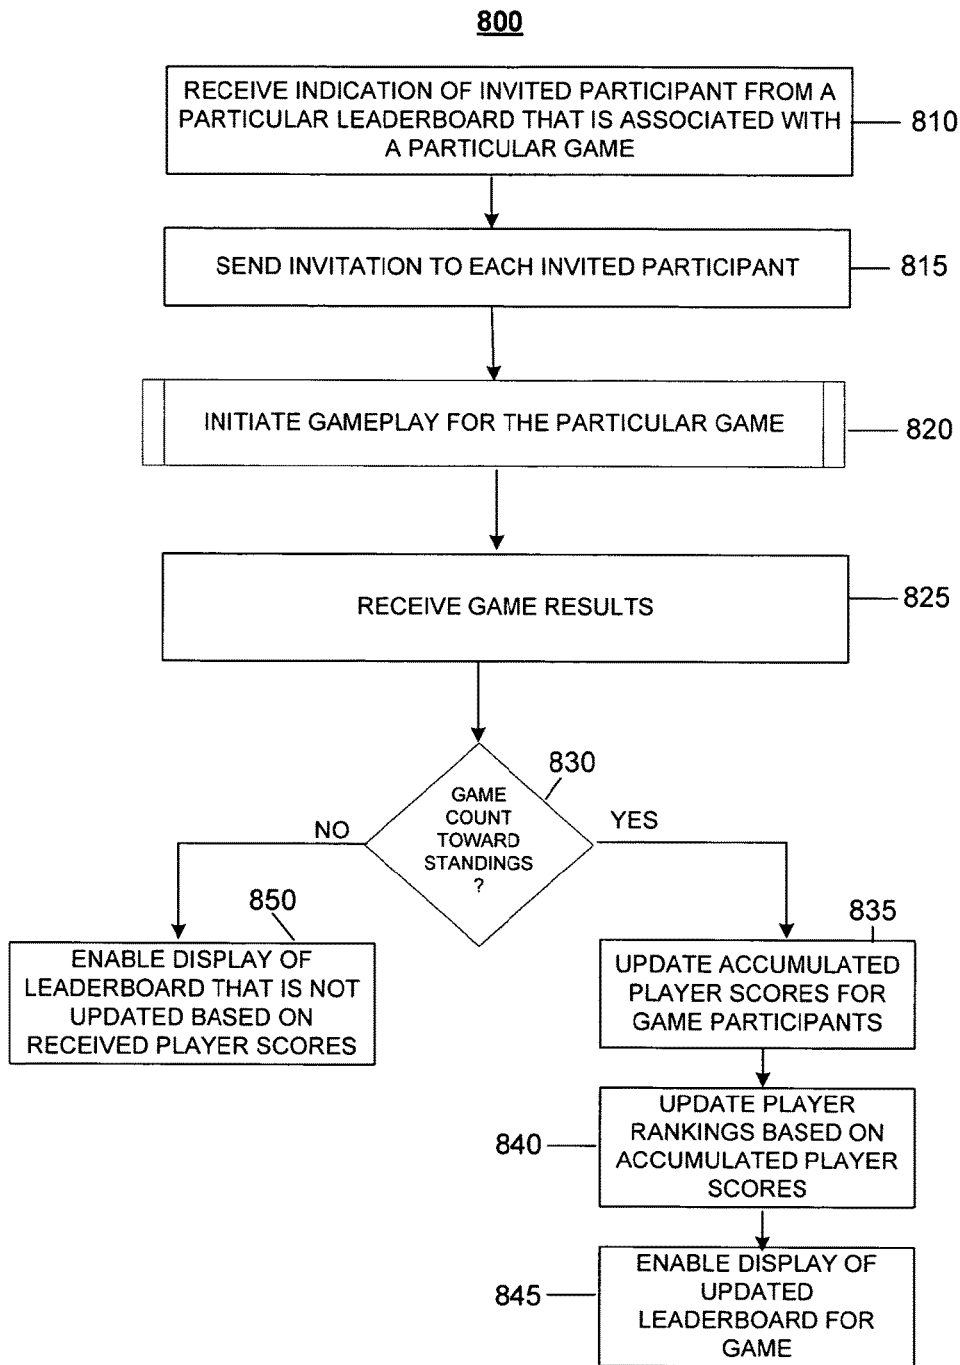 800
RECEIVE INDICATION OF INVITED PARTICIPANT FROM A
PARTICULAR LEADERBOARD THAT IS ASSOCIATED WITH
A PARTICULAR GAME
810
SEND INVITATION TO EACH INVITED PARTICIPANT
815
INITIATE GAMEPLAY FOR THE PARTICULAR GAME
820
RECEIVE GAME RESULTS
825
830
GAME
COUNT
TOWARD
STANDINGS
?
NO
YES
850
ENABLE DISPLAY OF
LEADERBOARD THAT IS NOT
UPDATED BASED ON
RECEIVED PLAYER SCORES
835
UPDATE ACCUMULATED
PLAYER SCORES FOR
GAME PARTICIPANTS
840
UPDATE PLAYER
RANKINGS BASED ON
ACCUMULATED PLAYER
SCORES
845
ENABLE DISPLAY OF
UPDATED
LEADERBOARD FOR
GAME